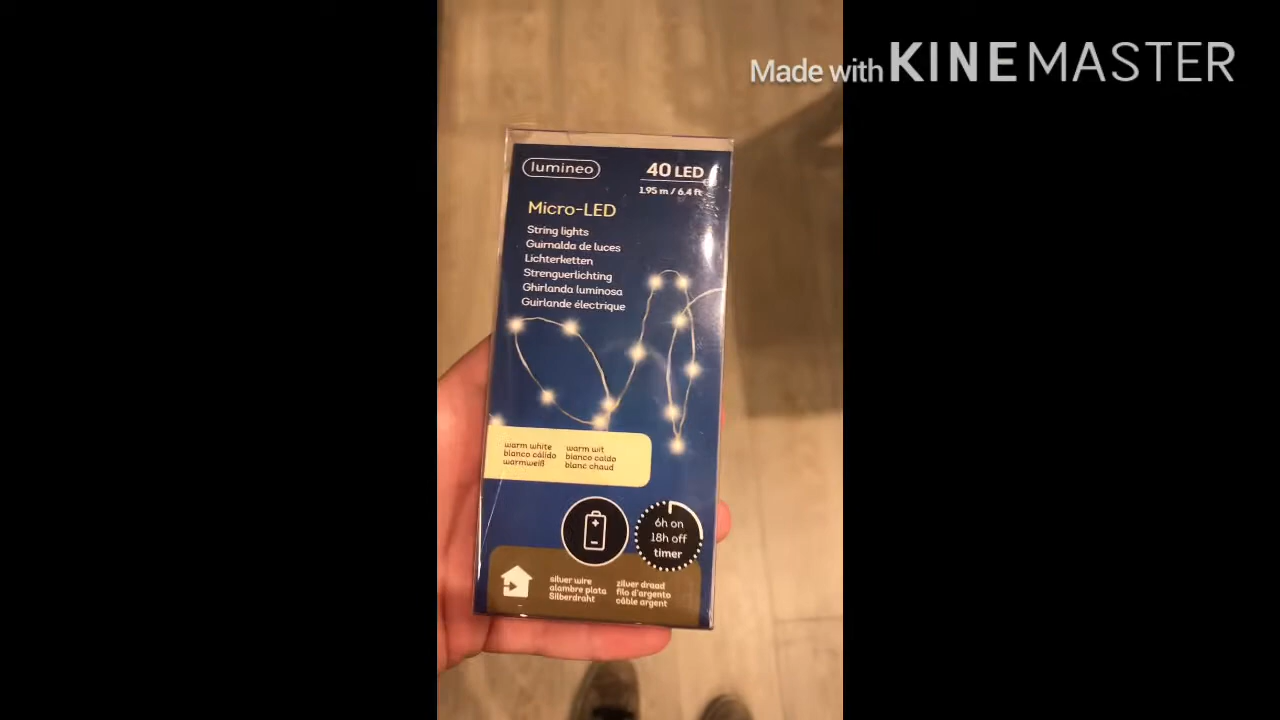 Made with KINEMASTER
lumineo
40 LED
1.95 m / 6.4 ft
Micro-LED
String lights
Guirnalda de luces
Lichterketten
Strengverlichting
Ghirlanda luminosa
Guirlande électrique
warm white
blanco cálido
warmweiß
warm wit
bianco caldo
blanc chaud
6h on
18h off
timer
silver wire
alambre plata
Silberdraht
zilver draad
filo d'argento
câble argent